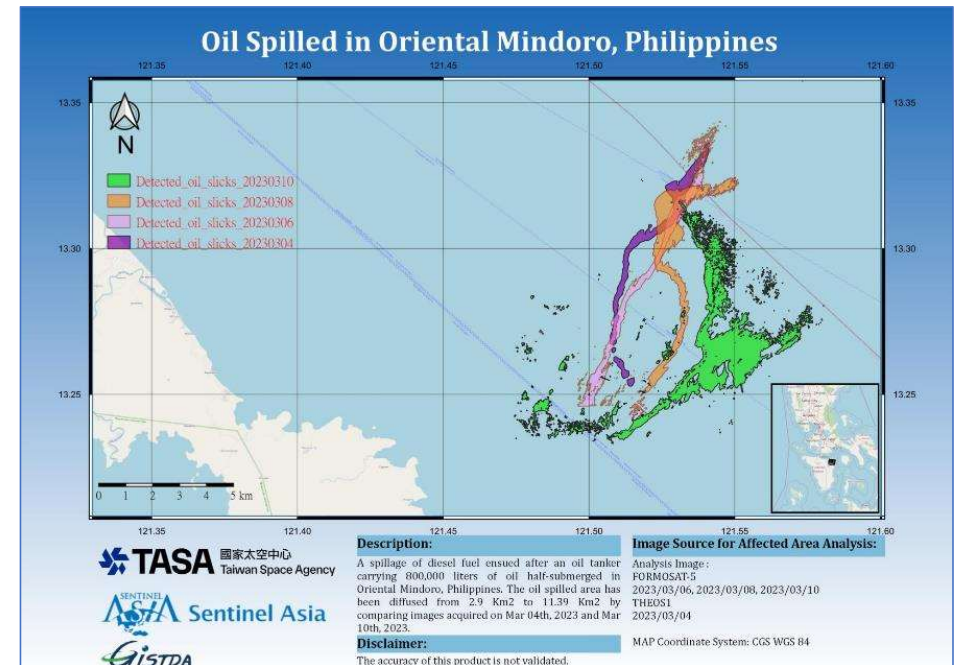 Oil Spilled in Oriental Mindoro, Philippines
121.35 121.40 121.45 121.50 121.55 121.60
13.35 13.35
N
Detected_oil_slicks_20230310
Detected_oil_slicks_20230308
Detected_oil_slicks_20230306
Detected_oil_slicks_20230304
13.30 13.30
13.25 13.25
0 1 2 3 4 5 km
121.35 121.40 121.45 121.50 121.55 121.60
TASA 國家太空中心
Taiwan Space Agency
SENTINEL
ASIA Sentinel Asia
GISTDA
Description:
A spillage of diesel fuel ensued after an oil tanker
carrying 800,000 liters of oil half-submerged in
Oriental Mindoro, Philippines. The oil spilled area has
been diffused from 2.9 Km2 to 11.39 Km2 by
comparing images acquired on Mar 04th, 2023 and Mar
10th, 2023.
Disclaimer:
The accuracy of this product is not validated.
Image Source for Affected Area Analysis:
Analysis Image :
FORMOSAT-5
2023/03/06, 2023/03/08, 2023/03/10
THEOS1
2023/03/04
MAP Coordinate System: CGS WGS 84